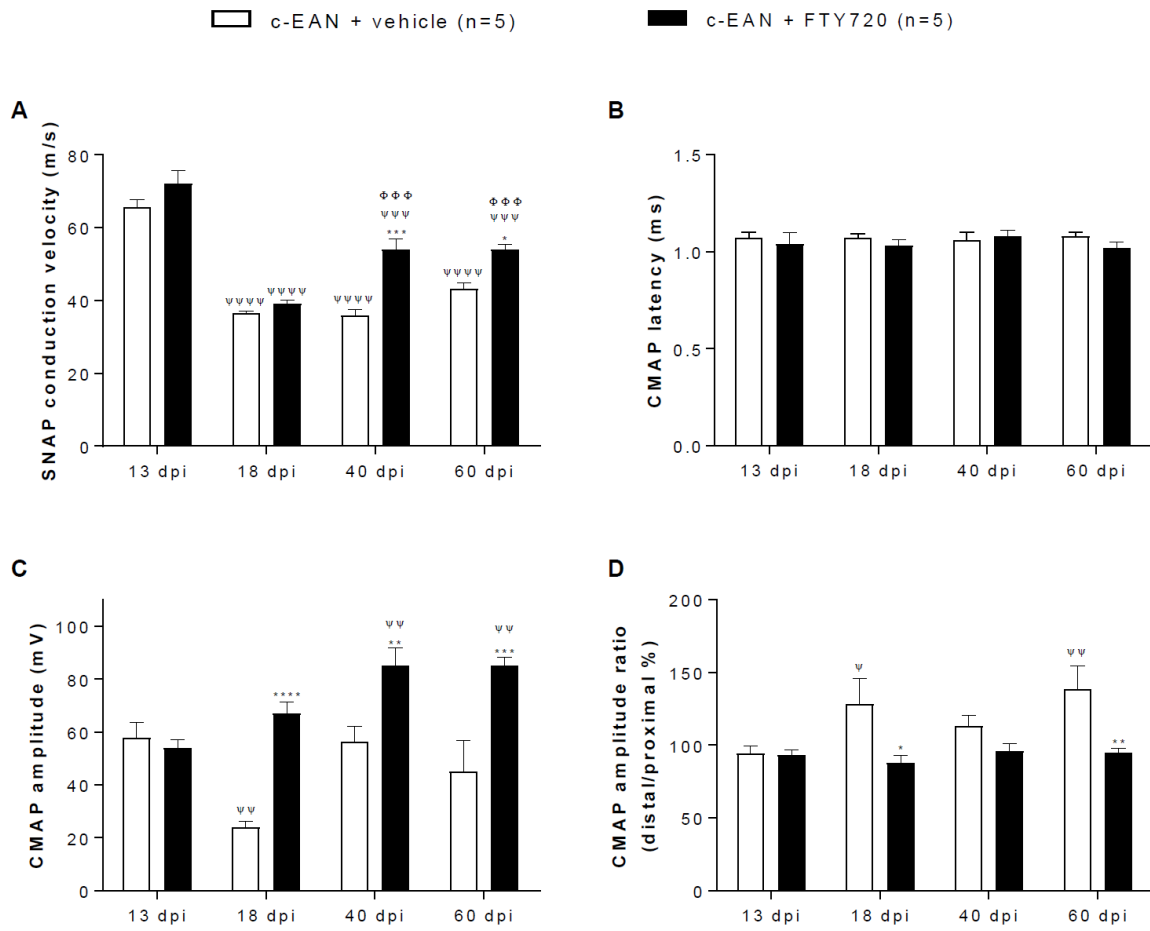 c-EAN + vehicle (n=5)
c-EAN + FTY720 (n=5)
A
SNAP conduction velocity (m/s)
80
60
40
20
0
ψψψψ
ψψψψ
ψψψψ
ΦΦΦ
ψψψ
***
ψψψψ
ΦΦΦ
ψψψ
*
13 dpi
18 dpi
40 dpi
60 dpi
B
CMAP latency (ms)
1.5
1.0
0.5
0.0
13 dpi
18 dpi
40 dpi
60 dpi
C
CMAP amplitude (mV)
100
80
60
40
20
0
ψψ
****
ψψ
**
ψψ
***
13 dpi
18 dpi
40 dpi
60 dpi
D
CMAP amplitude ratio
(distal/proximal %)
200
150
100
50
0
ψ
*
ψψ
**
13 dpi
18 dpi
40 dpi
60 dpi